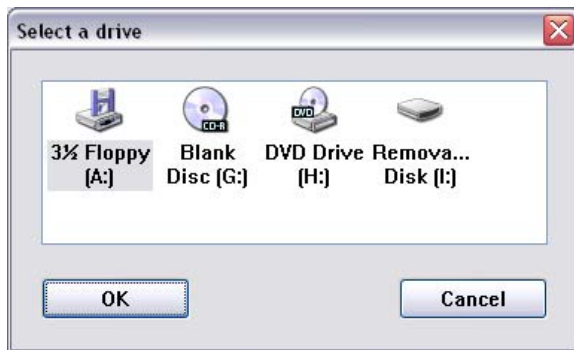 Select a drive
DVD
CD-R
3½ Floppy
(A:)
Blank
Disc (G:)
DVD Drive
(H:)
Remova...
Disk (I:)
OK
Cancel